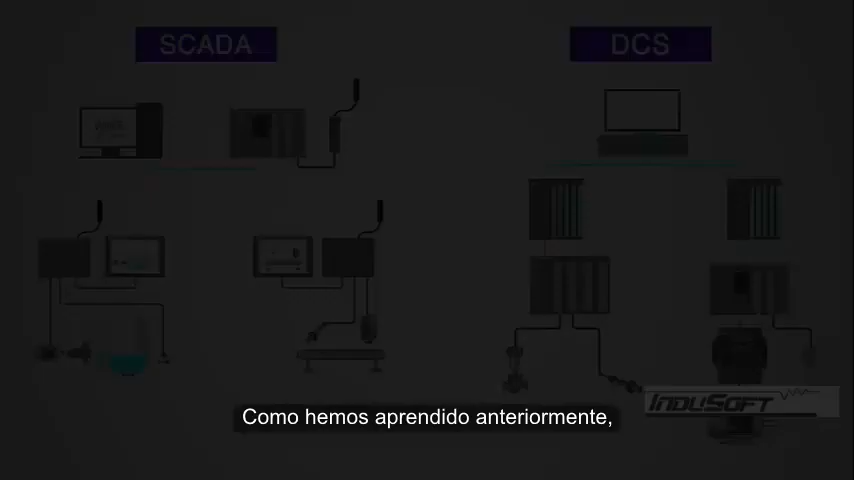 SCADA
DCS
InduSoft
Como hemos aprendido anteriormente,